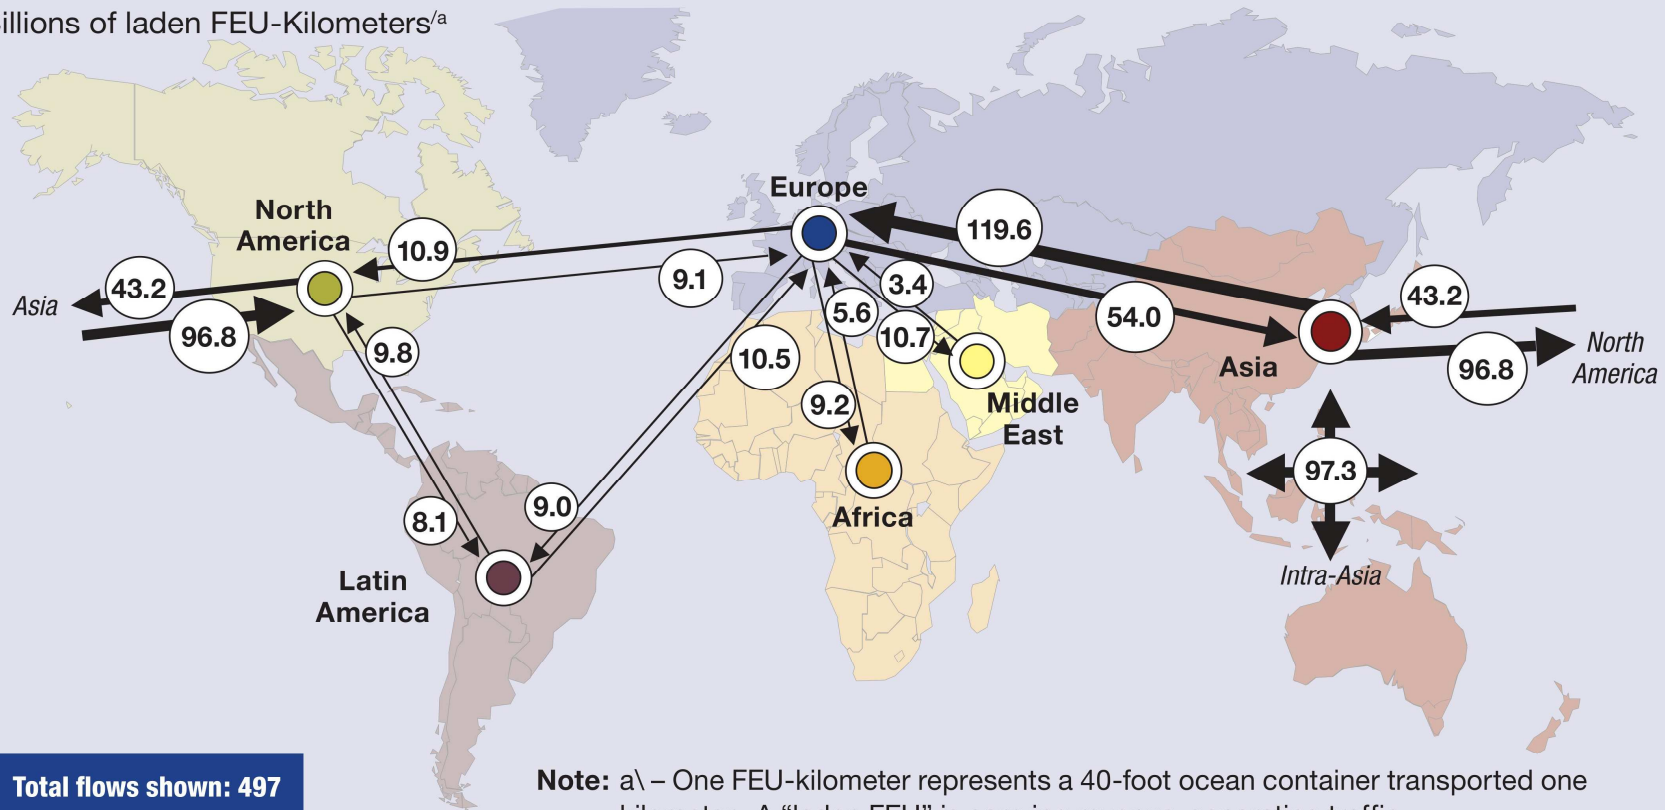 illions of laden FEU-Kilometers/a
Europe
North
America
10.9
119.6
9.1
3.4
43.2
Asia
96.8
43.2
5.6
10.7
54.0
9.8
10.5
Asia
North
America
96.8
9.2
Middle
East
97.3
8.1
9.0
Africa
Latin
America
Intra-Asia
Total flows shown: 497
Note: a\ – One FEU-kilometer represents a 40-foot ocean container transported one